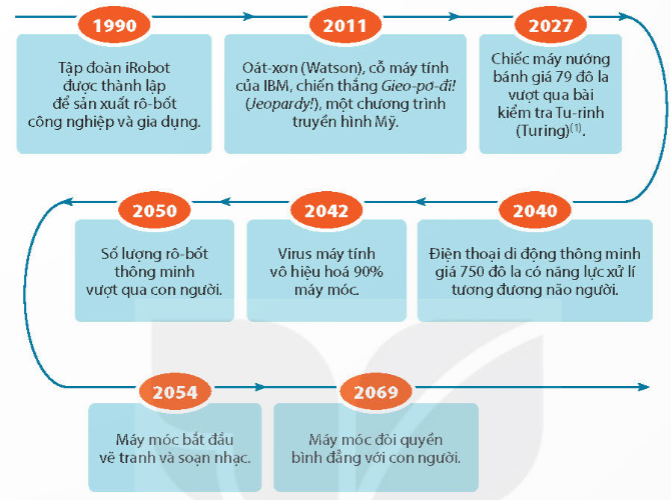 1990
Tập đoàn iRobot
được thành lập
để sản xuất rô-bốt
công nghiệp và gia dụng.
2011
Oát-xơn (Watson), cỗ máy tính
của IBM, chiến thắng Gieo-pơ-đi!
(Jeopardy!), một chương trình
truyền hình Mỹ.
2027
Chiếc máy nướng
bánh giá 79 đô la
vượt qua bài
kiểm tra Tu-rinh
(Turing)(1).
2040
Điện thoại di động thông minh
giá 750 đô la có năng lực xử lí
tương đương não người.
2042
Virus máy tính
vô hiệu hoá 90%
máy móc.
2050
Số lượng rô-bốt
thông minh
vượt qua con người.
2054
Máy móc bắt đầu
vẽ tranh và soạn nhạc.
2069
Máy móc đòi quyền
bình đẳng với con người.